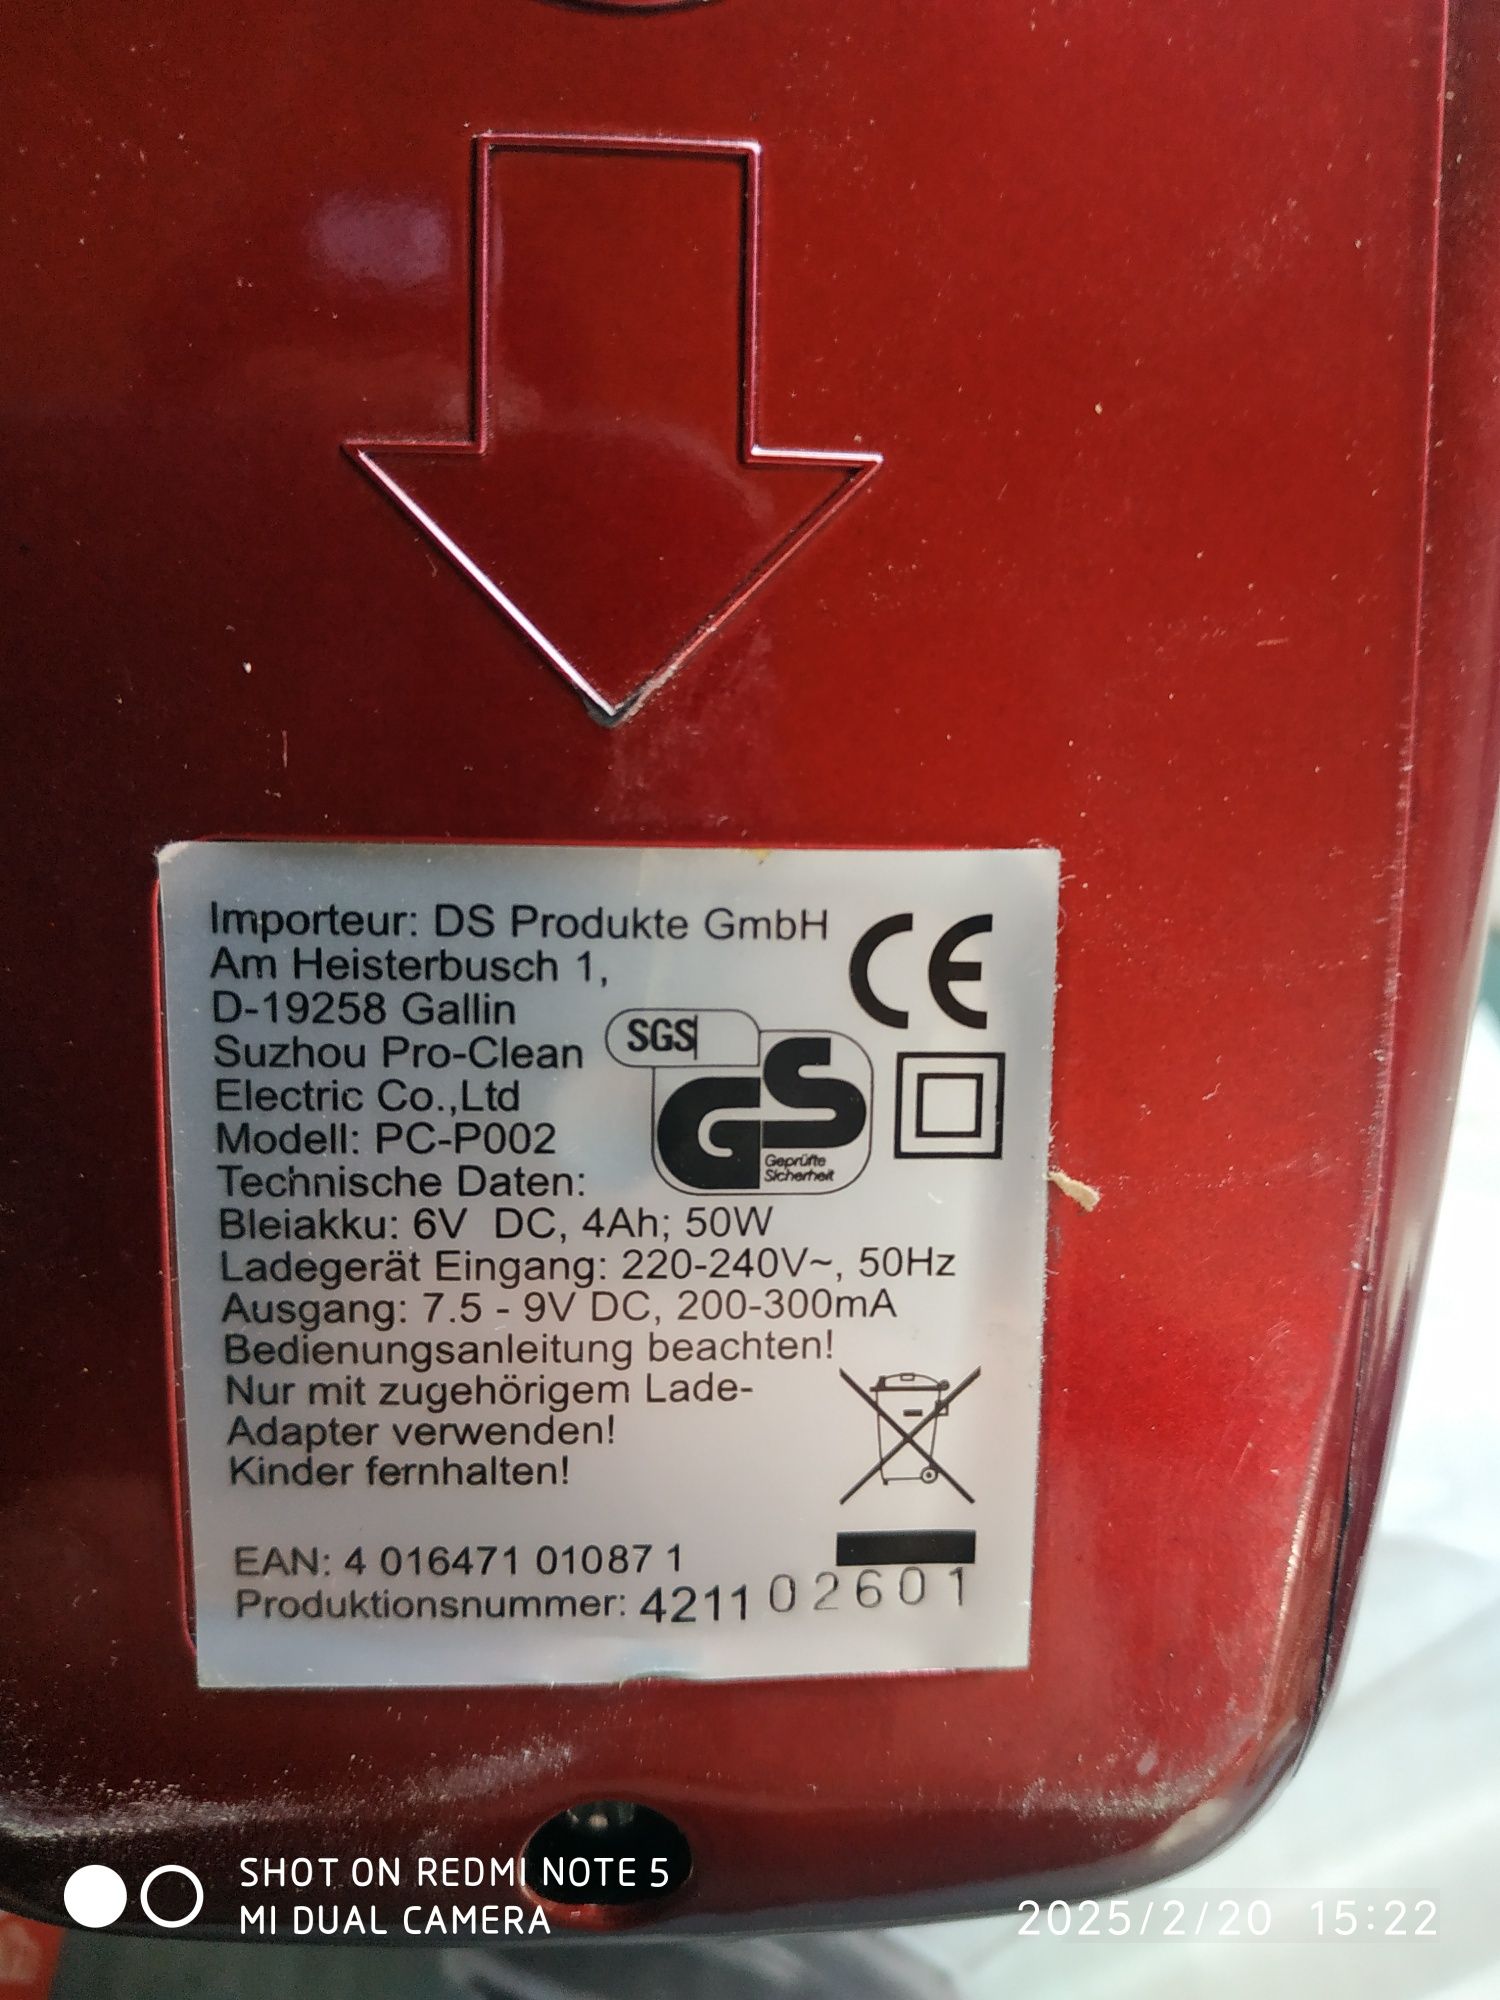 Importeur: DS Produkte GmbH
Am Heisterbusch 1,
D-19258 Gallin
Suzhou Pro-Clean
Electric Co.,Ltd
Modell: PC-P002
Technische Daten:
Bleiakku: 6V DC, 4Ah; 50W
Ladegerät Eingang: 220-240V~, 50Hz
Ausgang: 7.5 - 9V DC, 200-300mA
Bedienungsanleitung beachten!
Nur mit zugehörigem Lade-
Adapter verwenden!
Kinder fernhalten!
EAN: 4 016471 01087 1
Produktionsnummer: 421102601
CE
SGS
GS
Geprüfte
Sicherheit
SHOT ON REDMI NOTE 5
MI DUAL CAMERA
2025/2/20 15:22